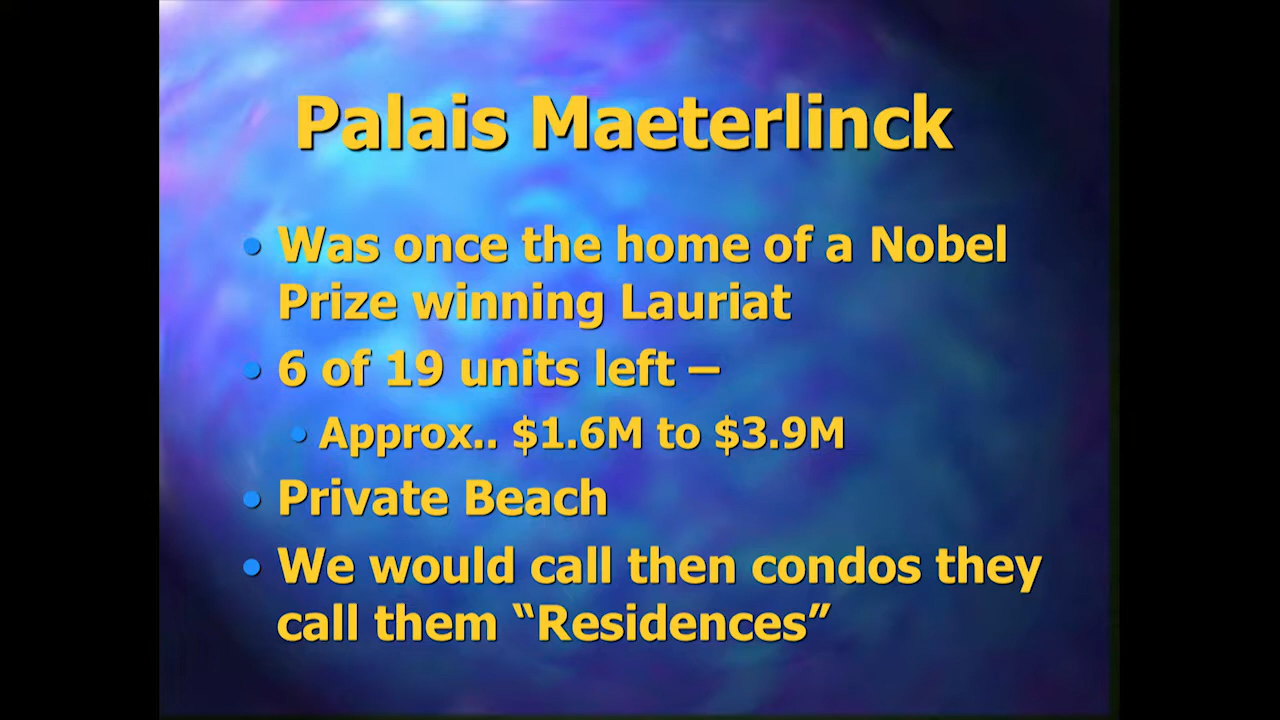 Palais Maeterlinck
• Was once the home of a Nobel
Prize winning Lauriat
• 6 of 19 units left –
• Approx.. $1.6M to $3.9M
• Private Beach
• We would call then condos they
call them “Residences”